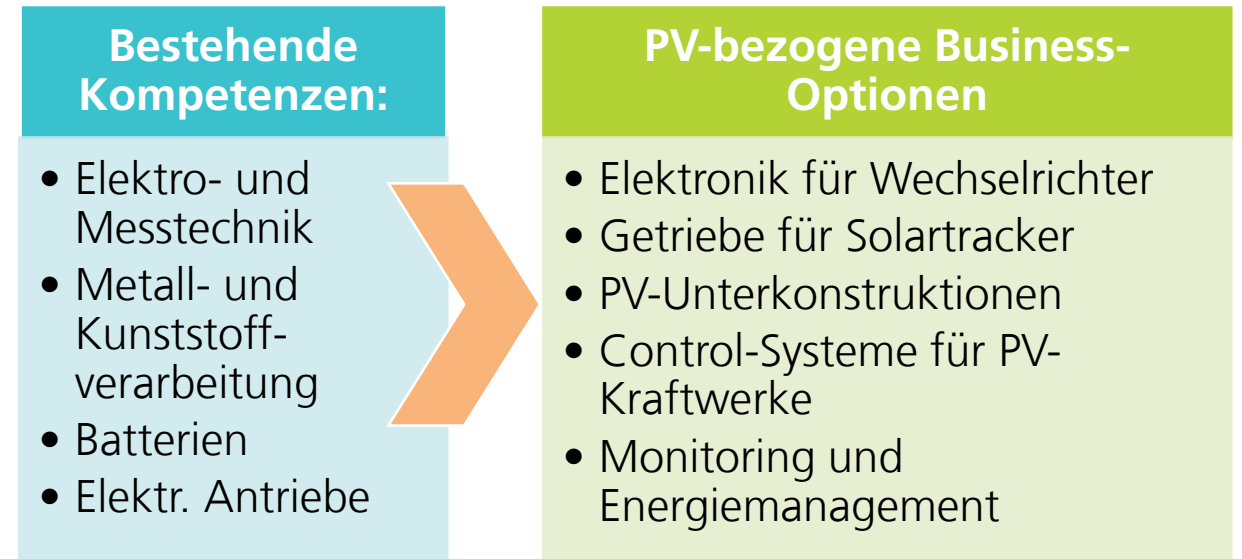 Bestehende
Kompetenzen:
• Elektro- und
Messtechnik
• Metall- und
Kunststoff-
verarbeitung
• Batterien
• Elektr. Antriebe
PV-bezogene Business-
Optionen
• Elektronik für Wechselrichter
• Getriebe für Solartracker
• PV-Unterkonstruktionen
• Control-Systeme für PV-
Kraftwerke
• Monitoring und
Energiemanagement